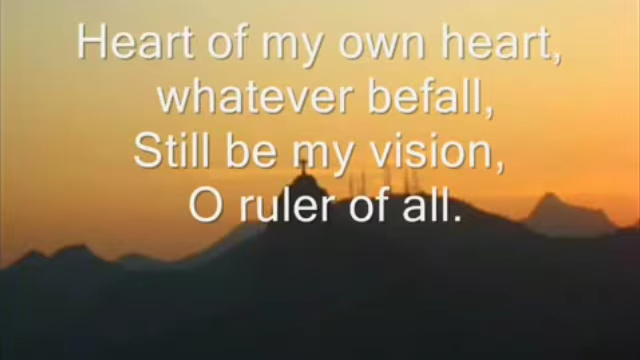 Heart of my own heart,
whatever befall,
Still be my vision,
O ruler of all.